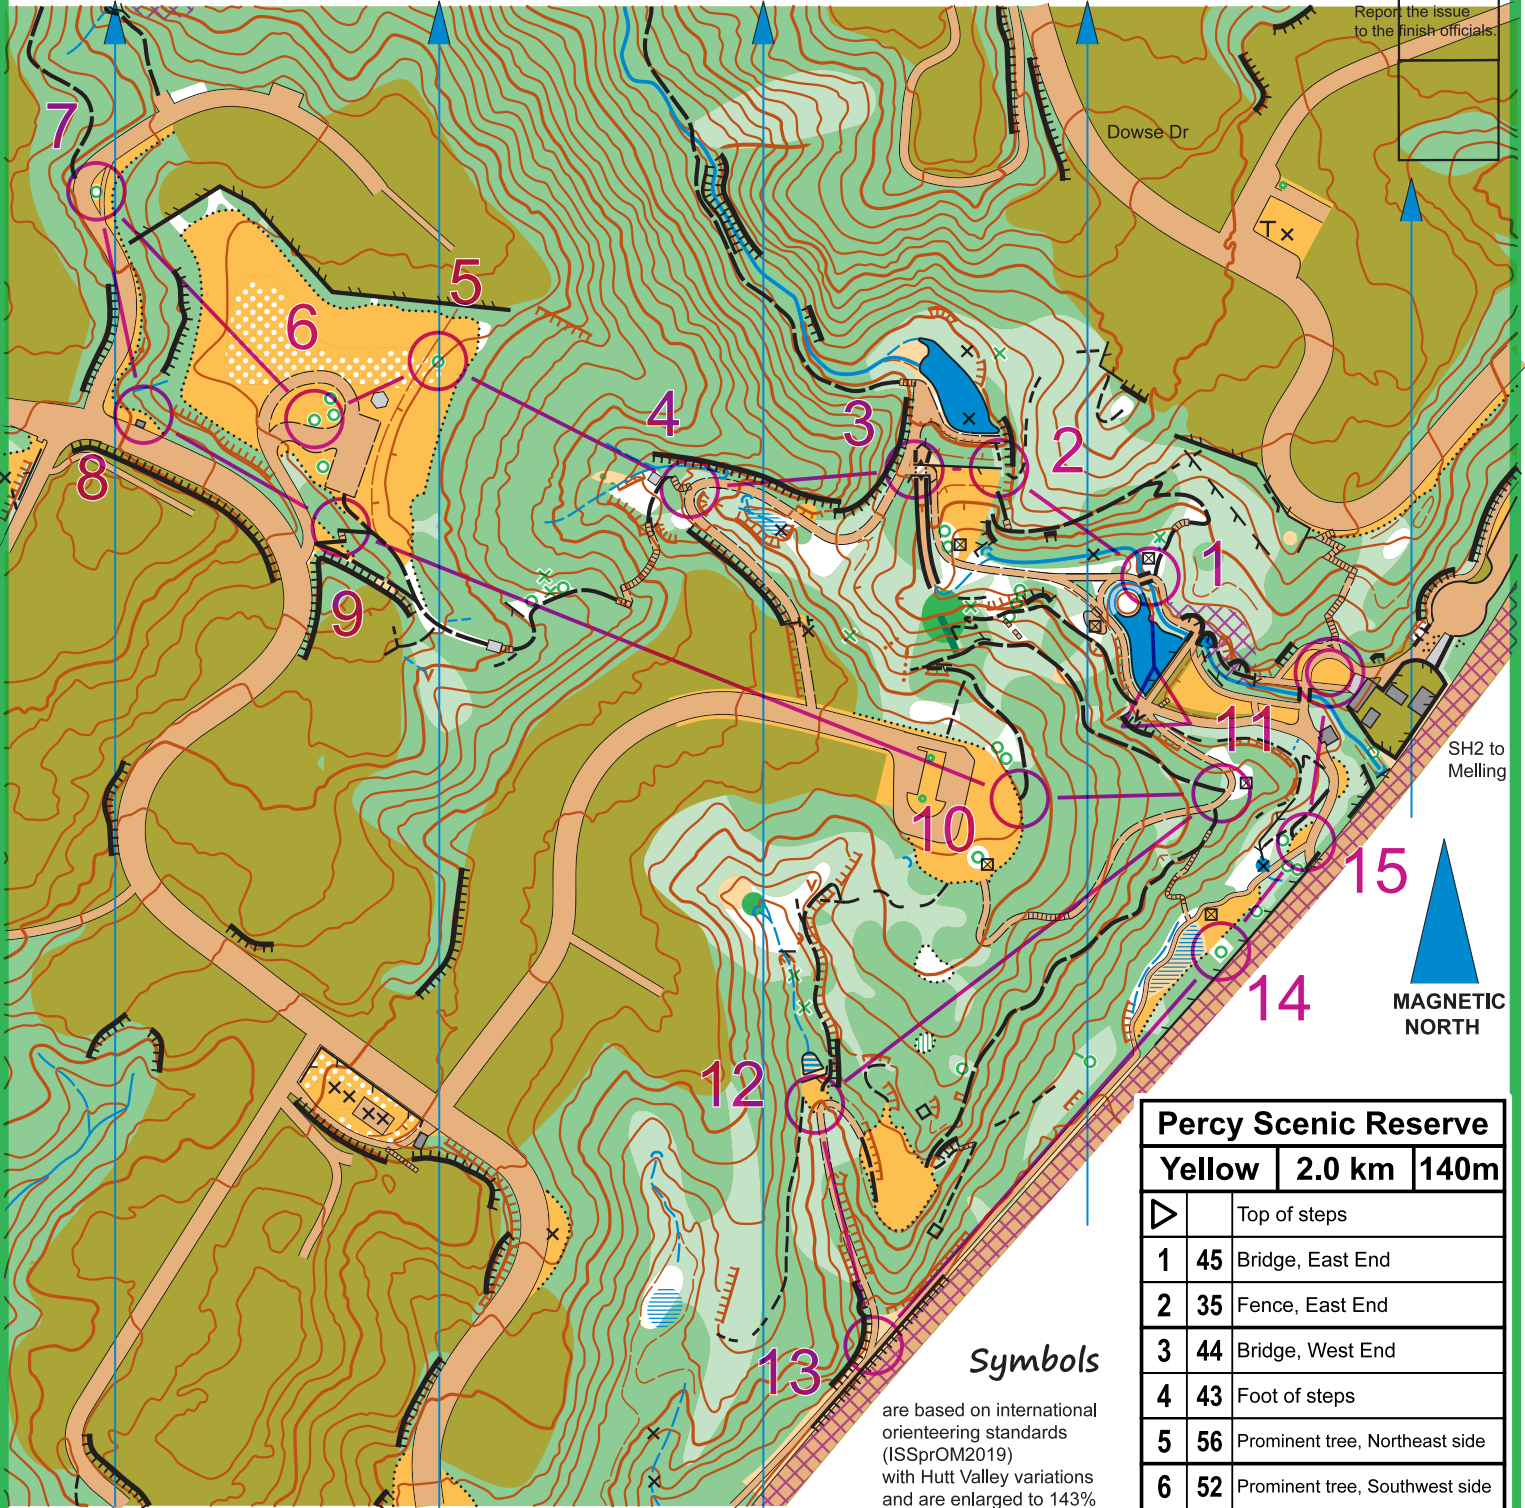 Report the issue
to the finish officials.
Dowse Dr
7
5
6
T
4
3
2
8
1
9
11
SH2 to
Melling
10
15
14
MAGNETIC
NORTH
12
13
Percy Scenic Reserve
Yellow 2.0 km 140m
Top of steps
1 45 Bridge, East End
2 35 Fence, East End
3 44 Bridge, West End
4 43 Foot of steps
5 56 Prominent tree, Northeast side
6 52 Prominent tree, Southwest side
Symbols
are based on international
orienteering standards
(ISSprOM2019)
with Hutt Valley variations
and are enlarged to 143%